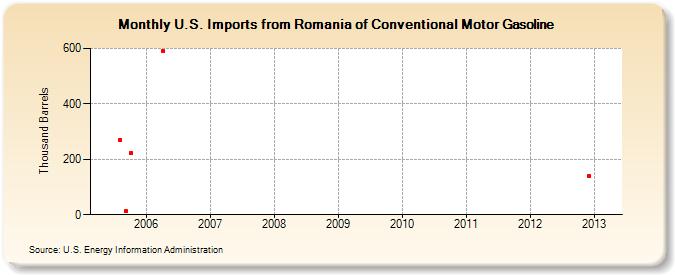 Monthly U.S. Imports from Romania of Conventional Motor Gasoline
Thousand Barrels
600
400
200
0
2006 2007 2008 2009 2010 2011 2012 2013
Source: U.S. Energy Information Administration